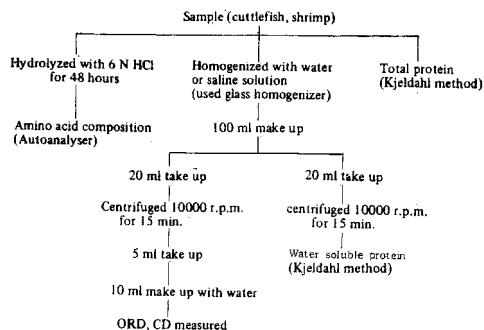 Sample (cuttlefish, shrimp)
Hydrolyzed with 6 N HCl
for 48 hours
Amino acid composition
(Autoanalyser)
Homogenized with water
or saline solution
(used glass homogenizer)
100 ml make up
Total protein
(Kjeldahl method)
20 ml take up
Centrifuged 10000 r.p.m.
for 15 min.
5 ml take up
10 ml make up with water
ORD, CD measured
20 ml take up
centrifuged 10000 r.p.m.
for 15 min.
Water soluble protein
(Kjeldahl method)